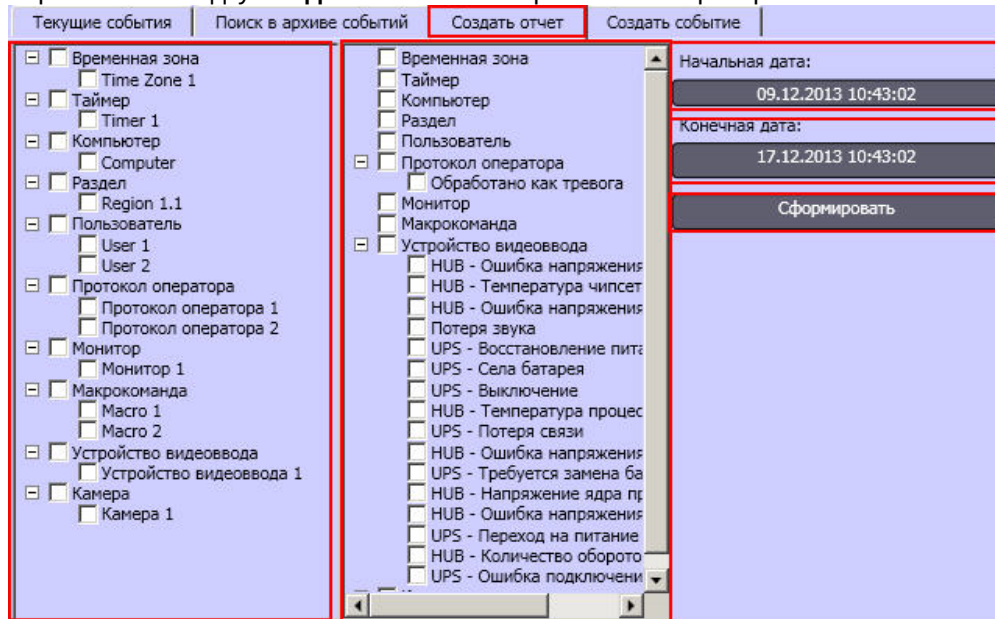 Текущие события
Поиск в архиве событий
Создать отчет
Создать событие
Временная зона
Time Zone 1
Таймер
Timer 1
Компьютер
Computer
Раздел
Region 1.1
Пользователь
User 1
User 2
Протокол оператора
Протокол оператора 1
Протокол оператора 2
Монитор
Монитор 1
Макрокоманда
Macro 1
Macro 2
Устройство видеоввода
Устройство видеоввода 1
Камера
Камера 1
Временная зона
Таймер
Компьютер
Раздел
Пользователь
Протокол оператора
Обработано как тревога
Монитор
Макрокоманда
Устройство видеоввода
HUB - Ошибка напряжения
HUB - Температура чипсет
HUB - Ошибка напряжения
Потеря звука
UPS - Восстановление пита
UPS - Села батарея
UPS - Выключение
HUB - Температура процес
UPS - Потеря связи
HUB - Ошибка напряжения
UPS - Требуется замена ба
HUB - Напряжение ядра пр
HUB - Ошибка напряжения
UPS - Переход на питание
HUB - Количество оборото
UPS - Ошибка подключени
Начальная дата:
09.12.2013 10:43:02
Конечная дата:
17.12.2013 10:43:02
Сформировать